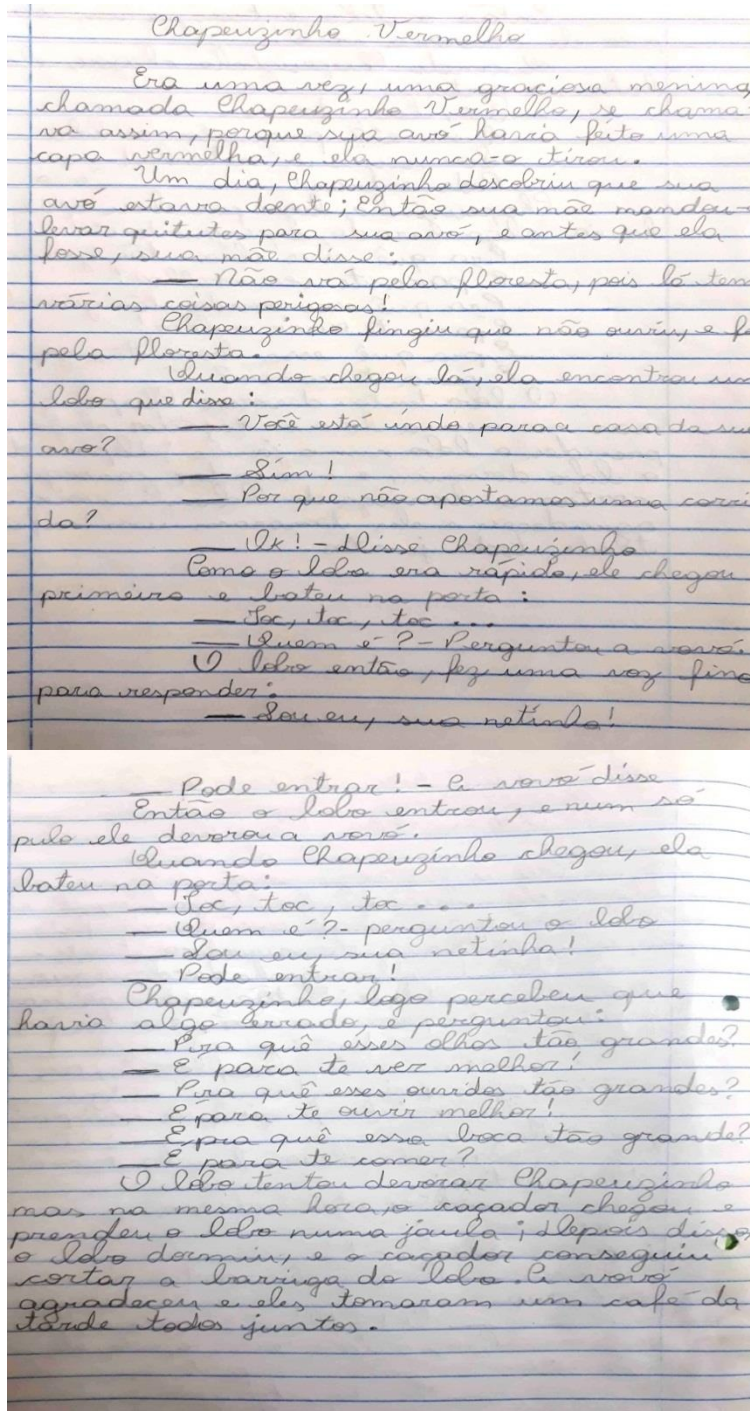 Chapeuzinho Vermelho
Era uma vez, uma graciosa menina
chamada Chapeuzinho Vermelho, se chama
va assim, porque sua avó havia feito uma
capa vermelha, e ela nunca-o tirou.
Um dia, Chapeuzinho descobriu que sua
avó estava doente; Então sua mãe mandou-
levar quitutes para sua avó, e antes que ela
fosse, sua mãe disse:
— Não vá pela floresta, pois lá tem
várias coisas perigosas!
Chapeuzinho fingiu que não ouviu, e f
pela floresta.
Quando chegou lá, ela encontrou um
lobo que disse:
— Você está indo para a casa da su
avo?
— Sim!
— Por que não apostamos uma corri
da?
— Ok! - Disse Chapeuzinho
Como o lobo era rápido, ele chegou
primeiro e bateu na porta:
— Toc, toc, toc...
— Quem é? - Perguntou a vovó.
O lobo então, fez uma voz fina
para responder:
— Sou eu, sua netinha!
— Pode entrar! - A vovó disse
Então o lobo entrou, e num só
pulo ele devorou a vovó.
Quando Chapeuzinho chegou, ela
bateu na porta:
— Toc, toc, toc...
— Quem é? - perguntou o lobo
— Sou eu, sua netinha!
— Pode entrar!
Chapeuzinho, logo percebeu que
havia algo errado, e perguntou:
— Pra quê esses olhos tão grandes?
— É para te ver melhor!
— Pra quê esses ouvidos tão grandes?
— É para te ouvir melhor!
— E pra quê essa boca tão grande?
— É para te comer?
O lobo tentou devorar Chapeuzinho
mas na mesma hora, o caçador chegou e
prendeu o lobo numa jaula; Depois disso
o lobo dormiu, e o caçador conseguiu
cortar a barriga do lobo. A vovó
agradeceu e eles tomaram um café da
tarde todos juntos.